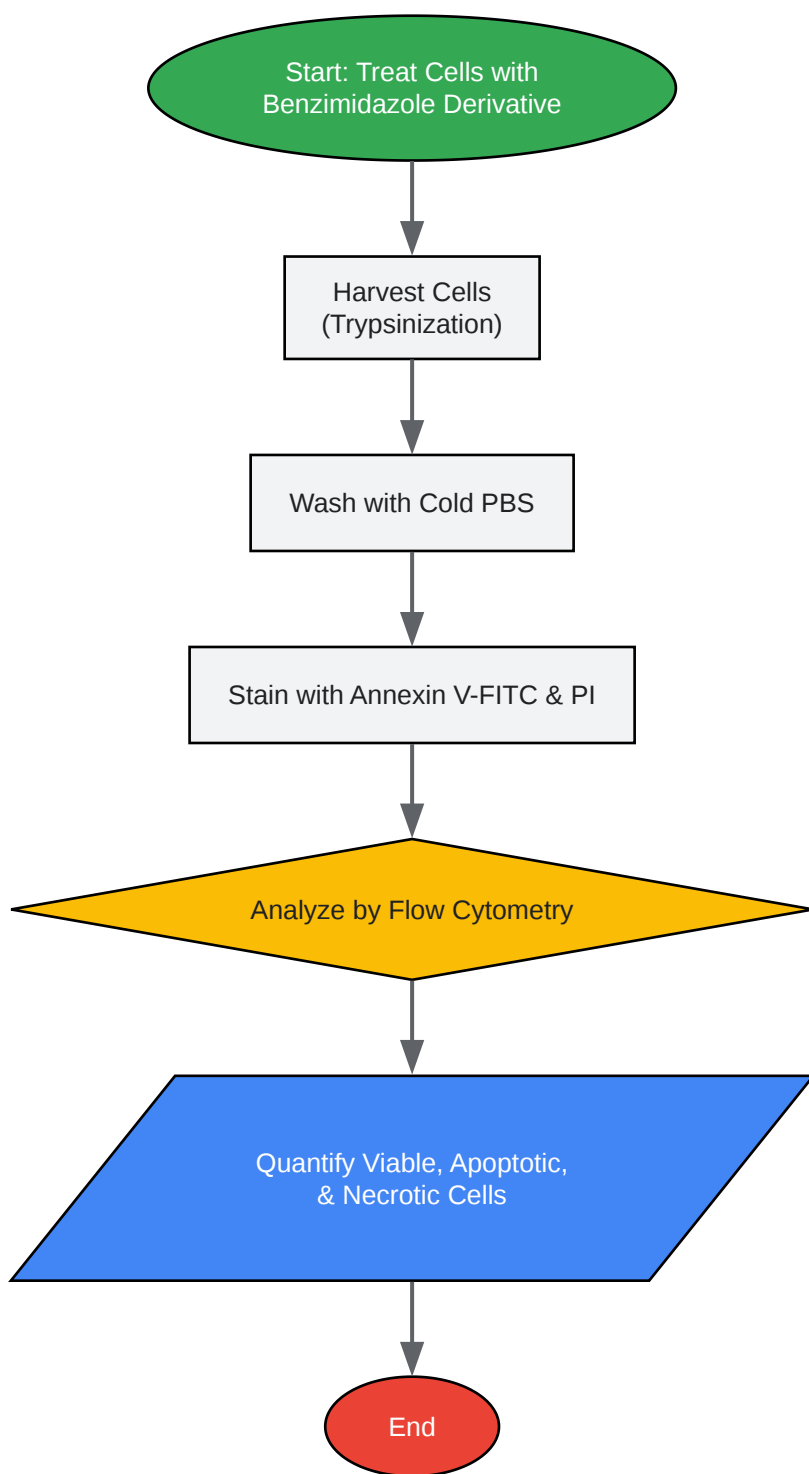 Start: Treat Cells with
Benzimidazole Derivative
Harvest Cells
(Trypsinization)
Wash with Cold PBS
Stain with Annexin V-FITC & PI
Analyze by Flow Cytometry
Quantify Viable, Apoptotic,
& Necrotic Cells
End